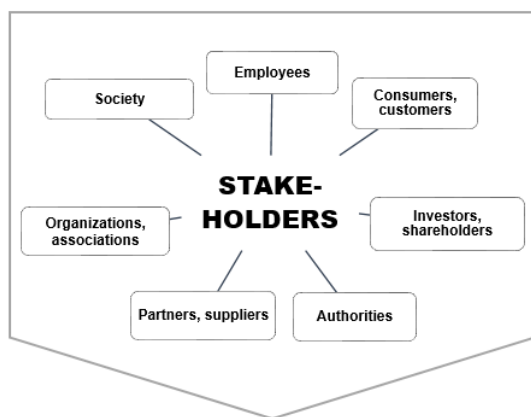 Employees
Society
Consumers,
customers
STAKE-
HOLDERS
Organizations,
associations
Investors,
shareholders
Partners, suppliers
Authorities